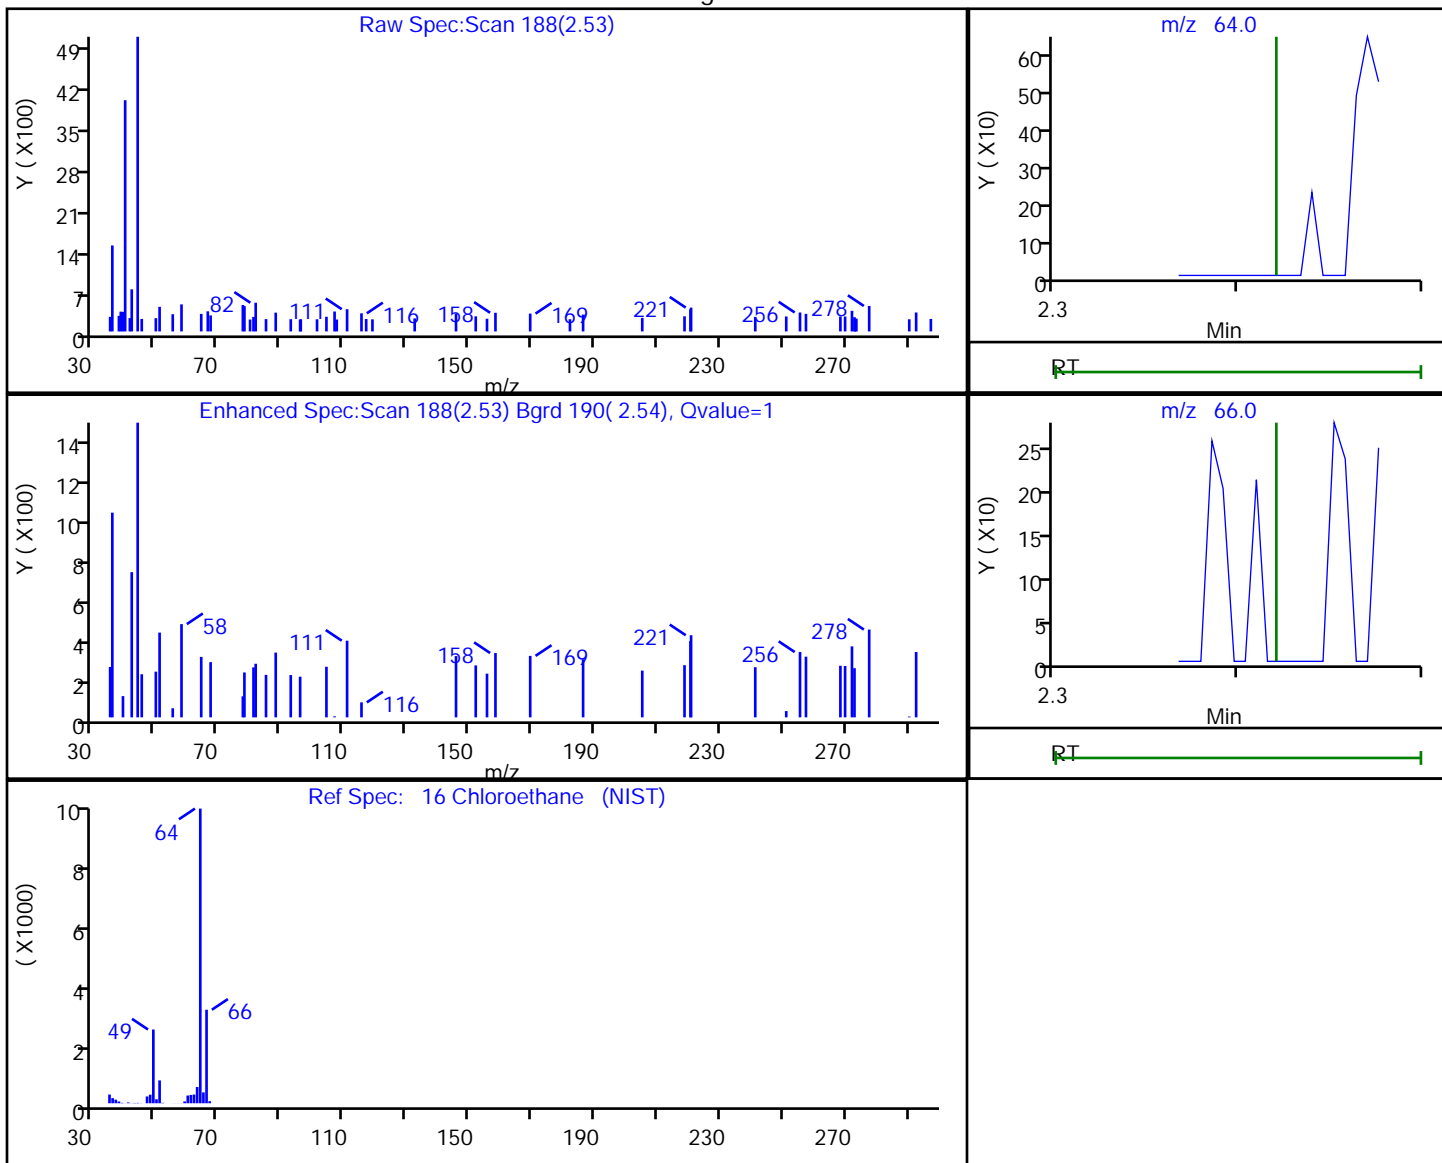 Raw Spec:Scan 188(2.53)
Y ( X100)
49
42
35
28
21
14
7
0
82
111
116
158
169
221
256
278
30 70 110 150 190 230 270
m/z
m/z 64.0
Y ( X10)
60
50
40
30
20
10
0
2.3
Min
RT
Enhanced Spec:Scan 188(2.53) Bgrd 190( 2.54), Qvalue=1
Y ( X100)
14
12
10
8
6
4
2
0
58
111
116
158
169
221
256
278
30 70 110 150 190 230 270
m/z
m/z 66.0
Y ( X10)
25
20
15
10
5
0
2.3
Min
RT
Ref Spec: 16 Chloroethane (NIST)
( X1000)
10
8
6
4
2
0
64
49
66
30 70 110 150 190 230 270